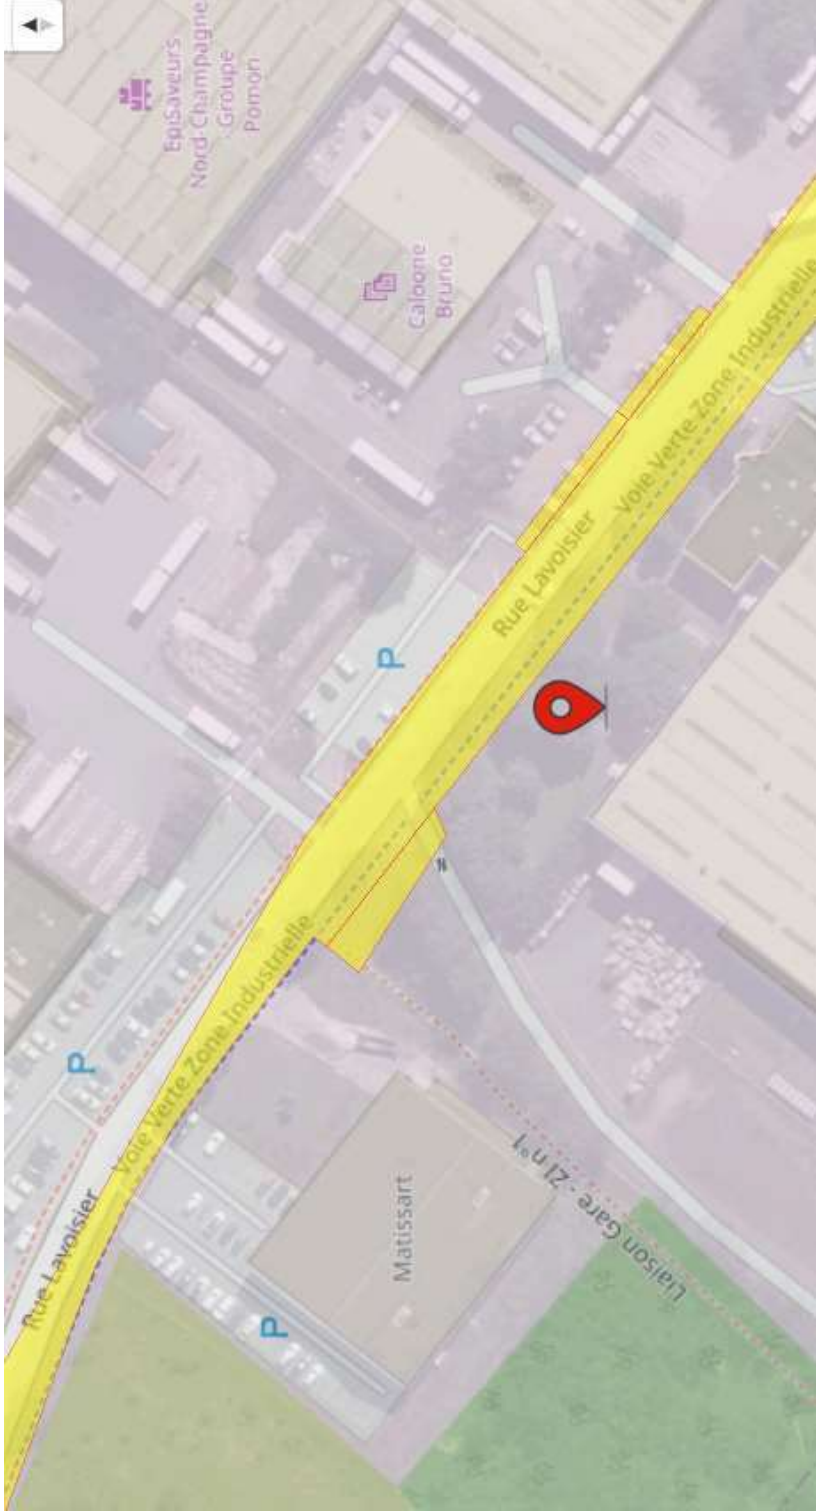 EpiSaveurs
Nord-Champagne
- Groupe
Pomon
Caloone
Bruno
Voie Verte Zone Industrielle
Rue Lavoisier
P
P
Voie Verte Zone Industrielle
Rue Lavoisier
P
Matissart
Liaison Gare - ZI n°1